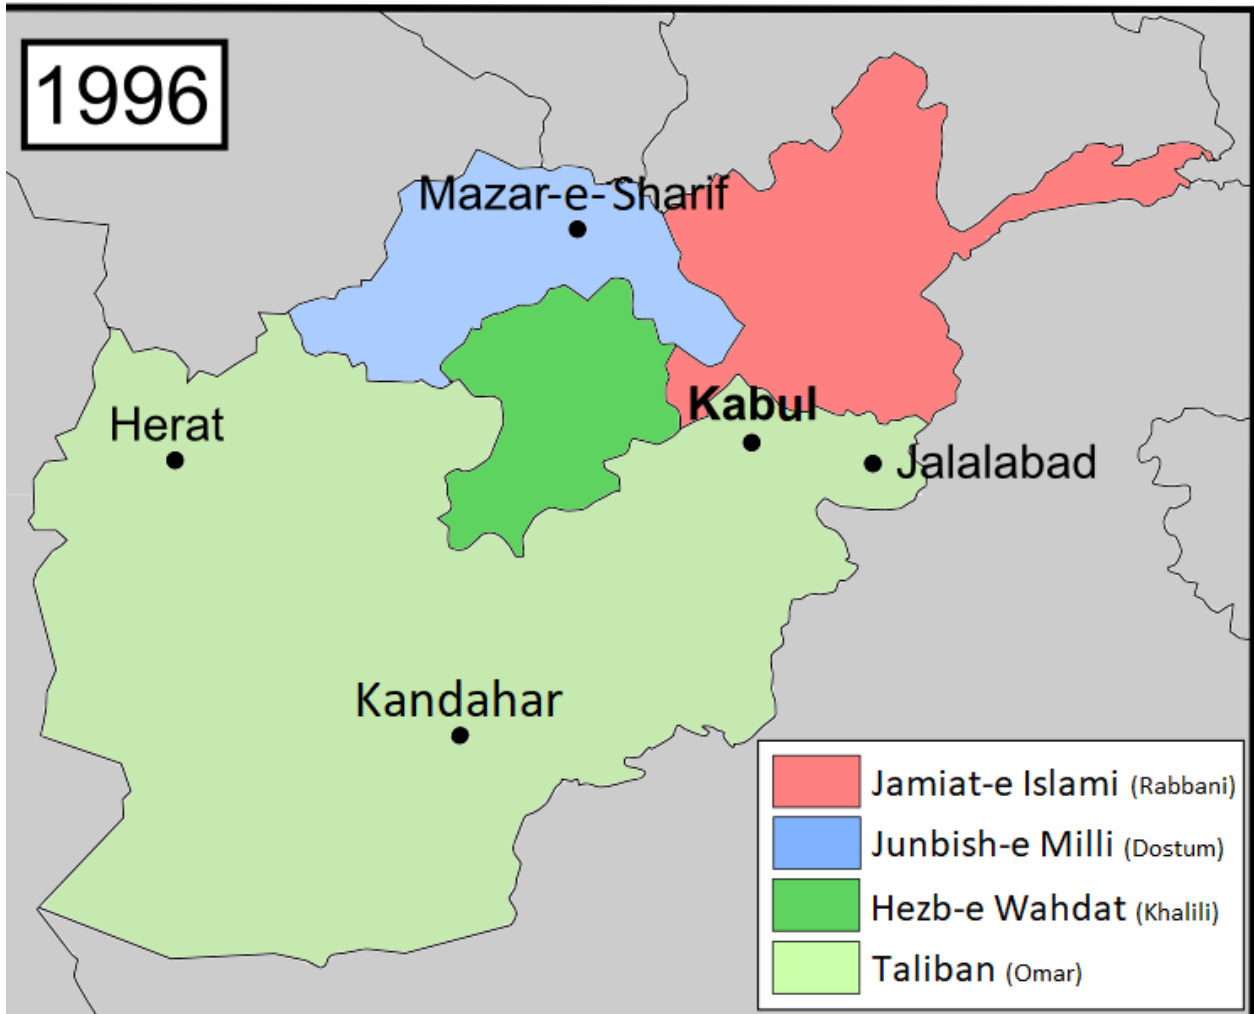 1996
Mazar-e-Sharif
Herat
Kabul
Jalalabad
Kandahar
Jamiat-e Islami (Rabbani)
Junbish-e Milli (Dostum)
Hezb-e Wahdat (Khalili)
Taliban (Omar)